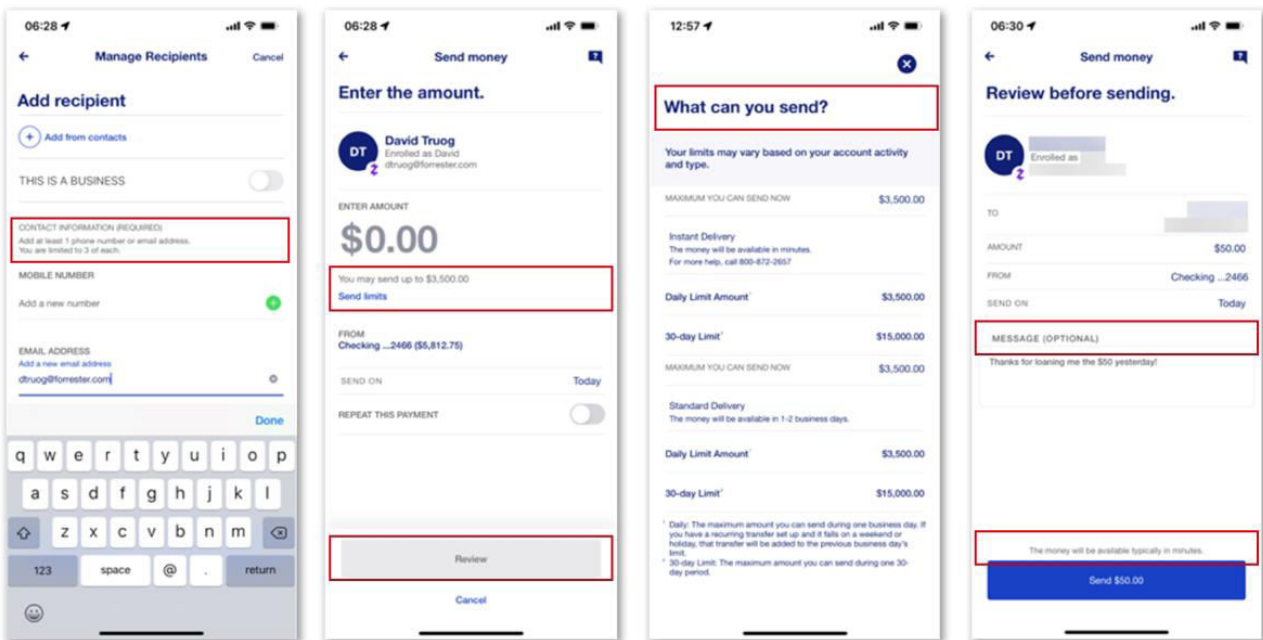 06:28
Manage Recipients
Cancel
Add recipient
+ Add from contacts
THIS IS A BUSINESS
CONTACT INFORMATION (REQUIRED)
Add at least 1 phone number or email address.
You are limited to 3 of each.
MOBILE NUMBER
Add a new number
EMAIL ADDRESS
Add a new email address
dtruog@forrester.com
Done
q w e r t y u i o p
a s d f g h j k l
z x c v b n m
123 space @ . return
06:28
Send money
?
Enter the amount.
DT
David Truog
Enrolled as David
dtruog@forrester.com
ENTER AMOUNT
$0.00
You may send up to $3,500.00
Send limits
FROM
Checking ...2466 ($5,812.75)
SEND ON Today
REPEAT THIS PAYMENT
Review
Cancel
12:57
What can you send?
Your limits may vary based on your account activity
and type.
MAXIMUM YOU CAN SEND NOW $3,500.00
Instant Delivery
The money will be available in minutes.
For more help, call 800-872-2657
Daily Limit Amount¹ $3,500.00
30-day Limit² $15,000.00
MAXIMUM YOU CAN SEND NOW $3,500.00
Standard Delivery
The money will be available in 1-2 business days.
Daily Limit Amount¹ $3,500.00
30-day Limit² $15,000.00
¹ Daily: The maximum amount you can send during one business day. If
you have a recurring transfer set up and it falls on a weekend or
holiday, that transfer will be added to the previous business day's
limit.
² 30-day Limit: The maximum amount you can send during one 30-
day period.
06:30
Send money
?
Review before sending.
DT
Enrolled as
TO
AMOUNT $50.00
FROM Checking ...2466
SEND ON Today
MESSAGE (OPTIONAL)
Thanks for loaning me the $50 yesterday!
The money will be available typically in minutes.
Send $50.00